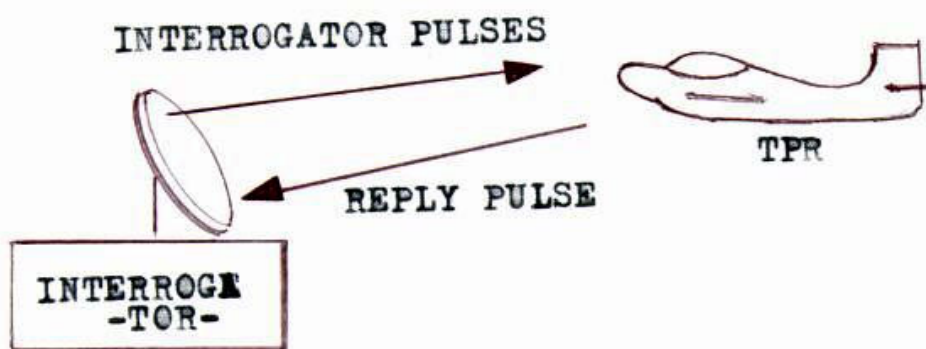 INTERROGATOR PULSES
TPR
REPLY PULSE
INTERROGA
-TOR-